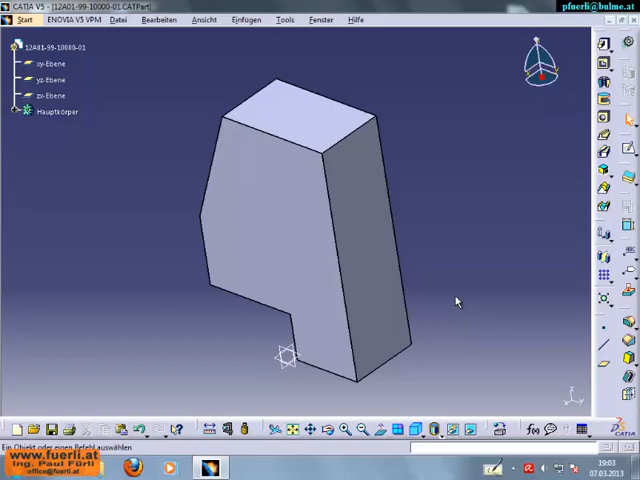 CATIA V5 - [12A01-99-10000-01.CATPart]
pfuerli@bulme.at
Start ENOVIA V5 VPM Datei Bearbeiten Ansicht Einfügen Tools Fenster Hilfe
12A01-99-10000-01
xy-Ebene
yz-Ebene
zx-Ebene
Hauptkörper
z
x y
f(x)
CATIA
Ein Objekt oder einen Befehl auswählen
www.fuerli.at
Ing. Paul Fürli
office@fuerli.at
19:03
07.03.2013